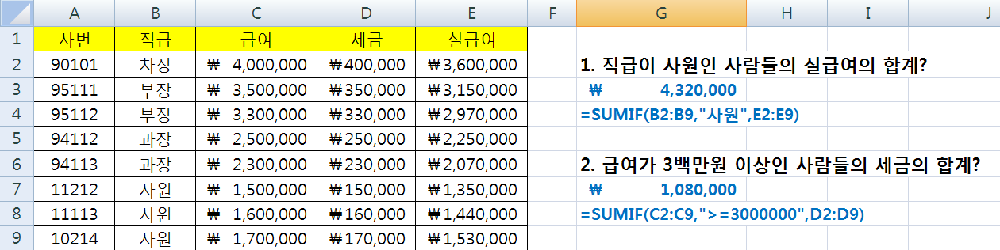 A B C D E F G H I J
1 사번 직급 급여 세금 실급여
2 90101 차장 ₩ 4,000,000 ₩400,000 ₩3,600,000 1. 직급이 사원인 사람들의 실급여의 합계?
3 95111 부장 ₩ 3,500,000 ₩350,000 ₩3,150,000 ₩ 4,320,000
4 95112 부장 ₩ 3,300,000 ₩330,000 ₩2,970,000 =SUMIF(B2:B9,"사원",E2:E9)
5 94112 과장 ₩ 2,500,000 ₩250,000 ₩2,250,000
6 94113 과장 ₩ 2,300,000 ₩230,000 ₩2,070,000 2. 급여가 3백만원 이상인 사람들의 세금의 합계?
7 11212 사원 ₩ 1,500,000 ₩150,000 ₩1,350,000 ₩ 1,080,000
8 11113 사원 ₩ 1,600,000 ₩160,000 ₩1,440,000 =SUMIF(C2:C9,">=3000000",D2:D9)
9 10214 사원 ₩ 1,700,000 ₩170,000 ₩1,530,000